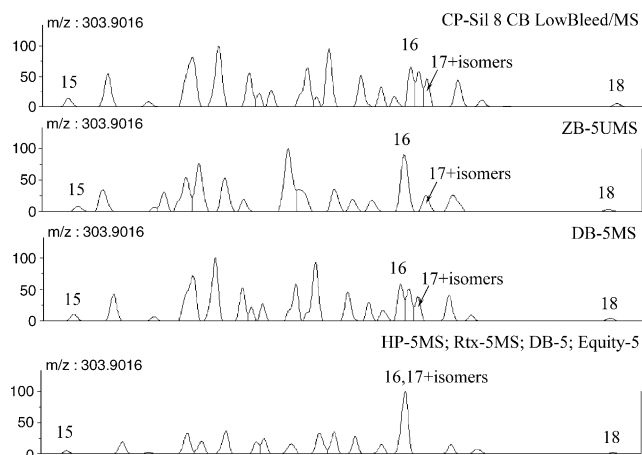 m/z : 303.9016 CP-Sil 8 CB LowBleed/MS
100
50
0
15 16 17+isomers 18
m/z : 303.9016 ZB-5UMS
100
50
0
15 16 17+isomers 18
m/z : 303.9016 DB-5MS
100
50
0
15 16 17+isomers 18
m/z : 303.9016 HP-5MS; Rtx-5MS; DB-5; Equity-5
100
50
0
15 16,17+isomers 18